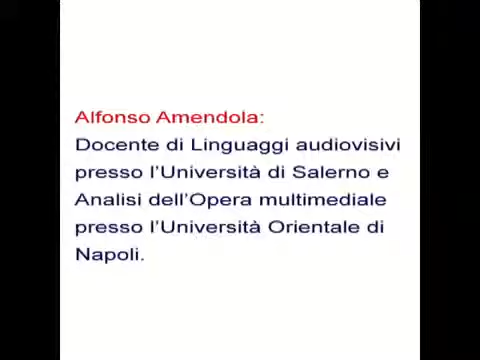 Alfonso Amendola:
Docente di Linguaggi audiovisivi
presso l'Università di Salerno e
Analisi dell'Opera multimediale
presso l'Università Orientale di
Napoli.